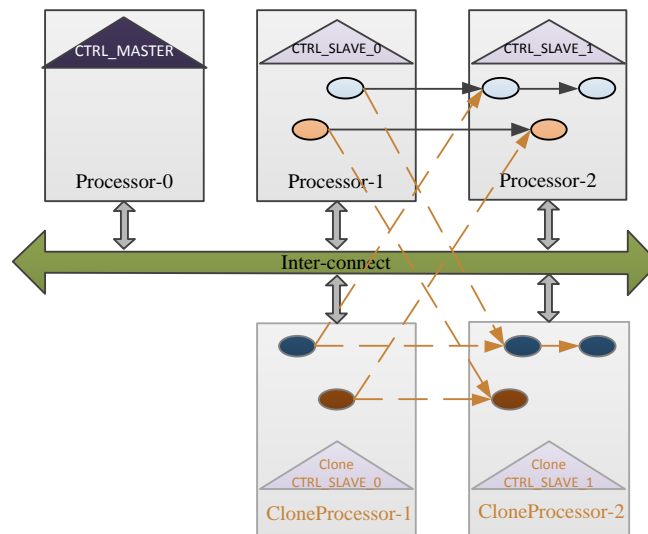 CTRL_MASTER
CTRL_SLAVE_0
CTRL_SLAVE_1
Processor-0
Processor-1
Processor-2
Inter-connect
Clone
CTRL_SLAVE_0
Clone
CTRL_SLAVE_1
CloneProcessor-1
CloneProcessor-2